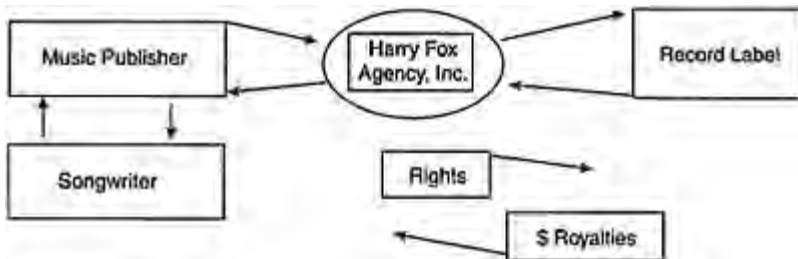 Music Publisher
Harry Fox
Agency, Inc.
Record Label
Songwriter
Rights
$ Royalties